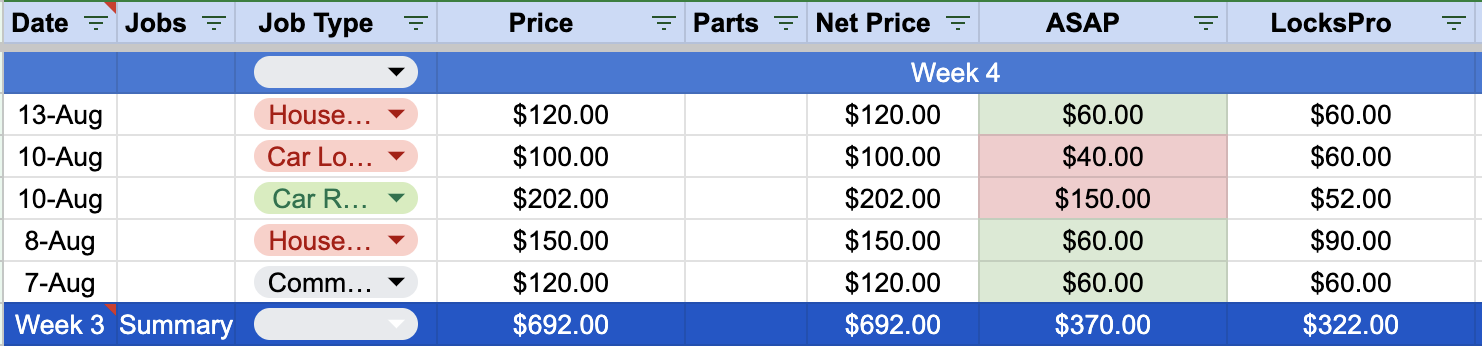 Date Jobs Job Type Price Parts Net Price ASAP LocksPro
Week 4
13-Aug House... $120.00 $120.00 $60.00 $60.00
10-Aug Car Lo... $100.00 $100.00 $40.00 $60.00
10-Aug Car R... $202.00 $202.00 $150.00 $52.00
8-Aug House... $150.00 $150.00 $60.00 $90.00
7-Aug Comm... $120.00 $120.00 $60.00 $60.00
Week 3 Summary $692.00 $692.00 $370.00 $322.00